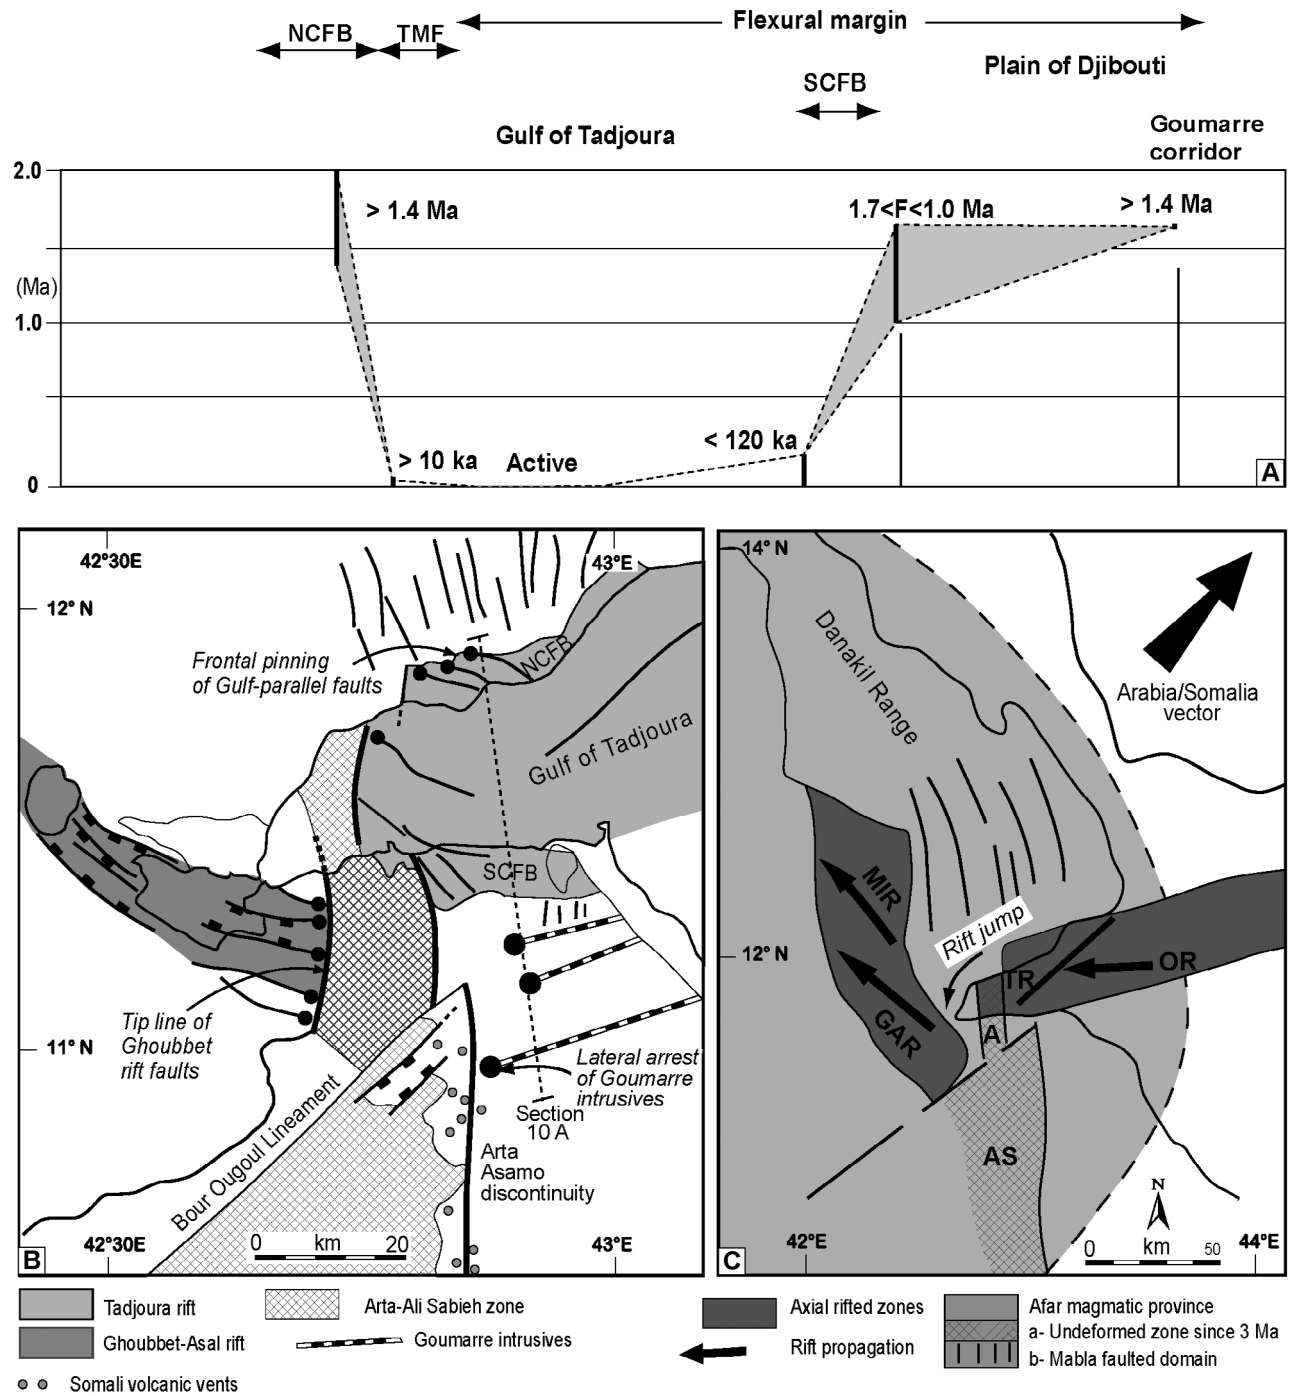 Flexural margin
NCFB
TMF
Plain of Djibouti
SCFB
Goumarre
corridor
Gulf of Tadjoura
2.0
> 1.4 Ma
1.7<F<1.0 Ma
> 1.4 Ma
(Ma)
1.0
< 120 ka
> 10 ka
Active
0
A
42°30E
43°E
12° N
Frontal pinning
of Gulf-parallel faults
NCFB
Gulf of Tadjoura
SCFB
Tip line of
Ghoubbet
rift faults
11° N
Lateral arrest
of Goumarre
intrusives
Section
10 A
Bour Ougoul Lineament
Arta
Asamo
discontinuity
B
42°30E
0 km 20
43°E
14° N
Danakil Range
Arabia/Somalia
vector
MIR
Rift jump
12° N
TR
OR
GAR
A
AS
N
C
42°E
0 km 50
44°E
Tadjoura rift
Arta-Ali Sabieh zone
Ghoubbet-Asal rift
Goumarre intrusives
Somali volcanic vents
Axial rifted zones
Rift propagation
Afar magmatic province
a- Undeformed zone since 3 Ma
b- Mabla faulted domain